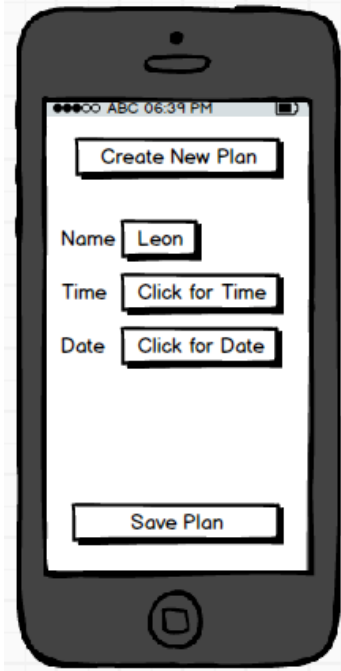 ABC 06:39 PM
Create New Plan
Name Leon
Time Click for Time
Date Click for Date
Save Plan